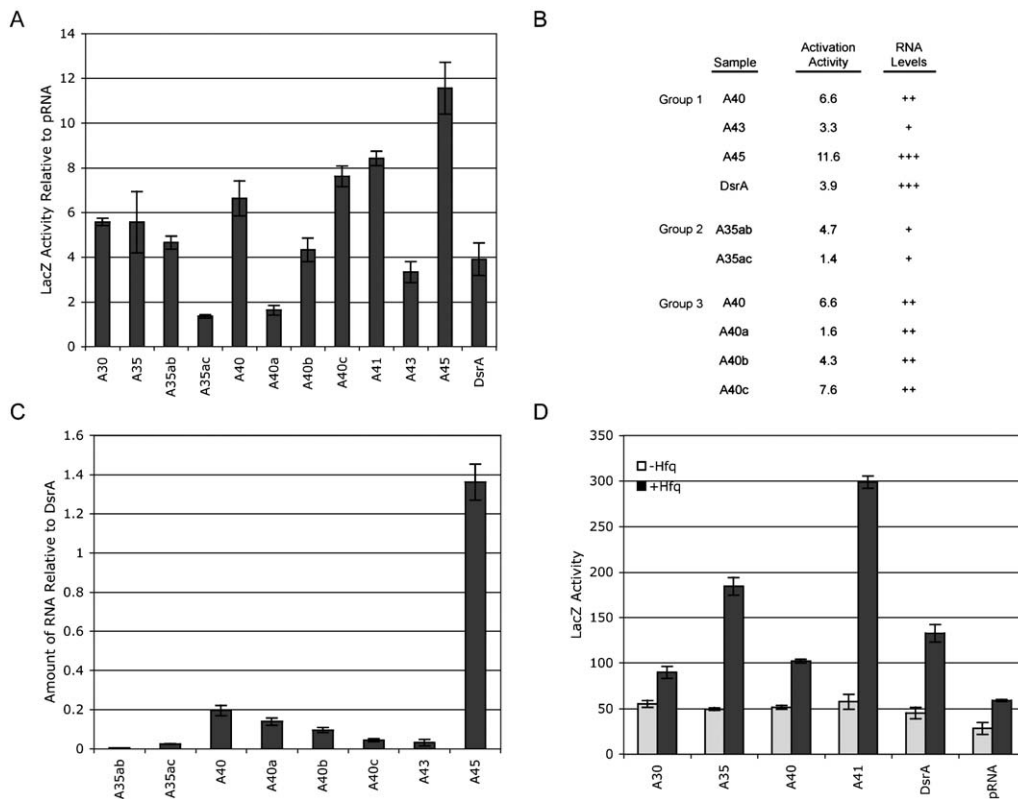 A
LacZ Activity Relative to pRNA
14
12
10
8
6
4
2
0
A30
A35
A35ab
A35ac
A40
A40a
A40b
A40c
A41
A43
A45
DsrA
B
Sample Activation Activity RNA Levels
Group 1 A40 6.6 ++
A43 3.3 +
A45 11.6 +++
DsrA 3.9 +++
Group 2 A35ab 4.7 +
A35ac 1.4 +
Group 3 A40 6.6 ++
A40a 1.6 ++
A40b 4.3 ++
A40c 7.6 ++
C
Amount of RNA Relative to DsrA
1.6
1.4
1.2
1
0.8
0.6
0.4
0.2
0
A35ab
A35ac
A40
A40a
A40b
A40c
A43
A45
D
LacZ Activity
350
300
250
200
150
100
50
0
-Hfq
+Hfq
A30
A35
A40
A41
DsrA
pRNA